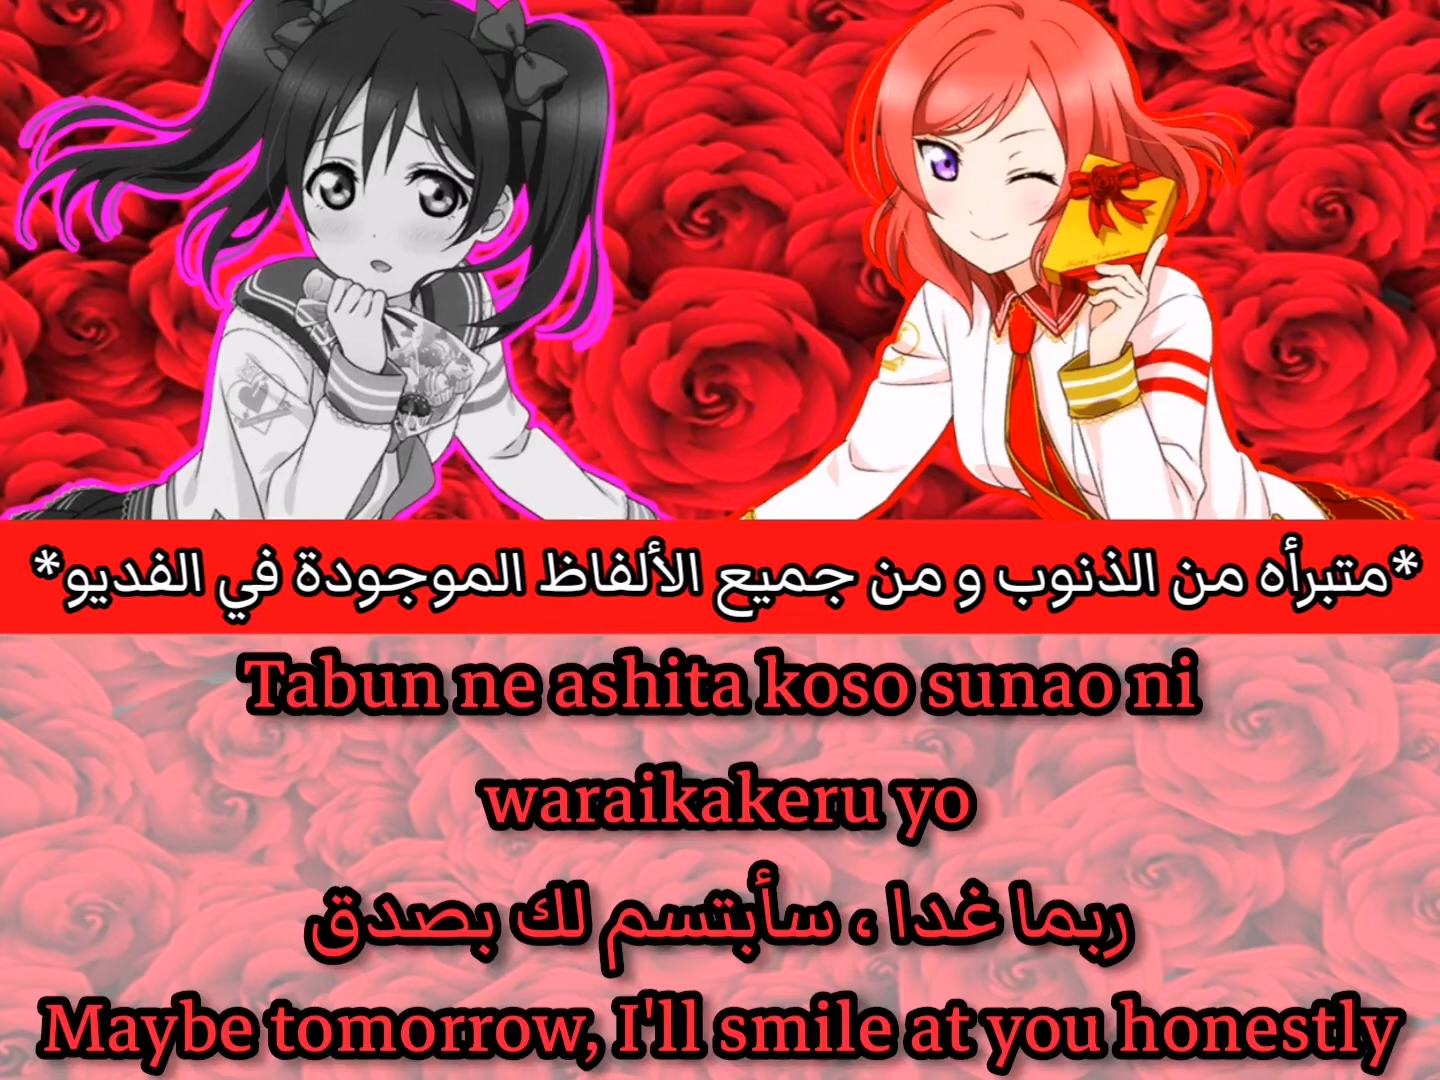 *متبرأه من الذنوب و من جميع الألفاظ الموجودة في الفديو*
Tabun ne ashita koso sunao ni
waraikakeru yo
ربما غدا ، سأبتسم لك بصدق
Maybe tomorrow, I'll smile at you honestly